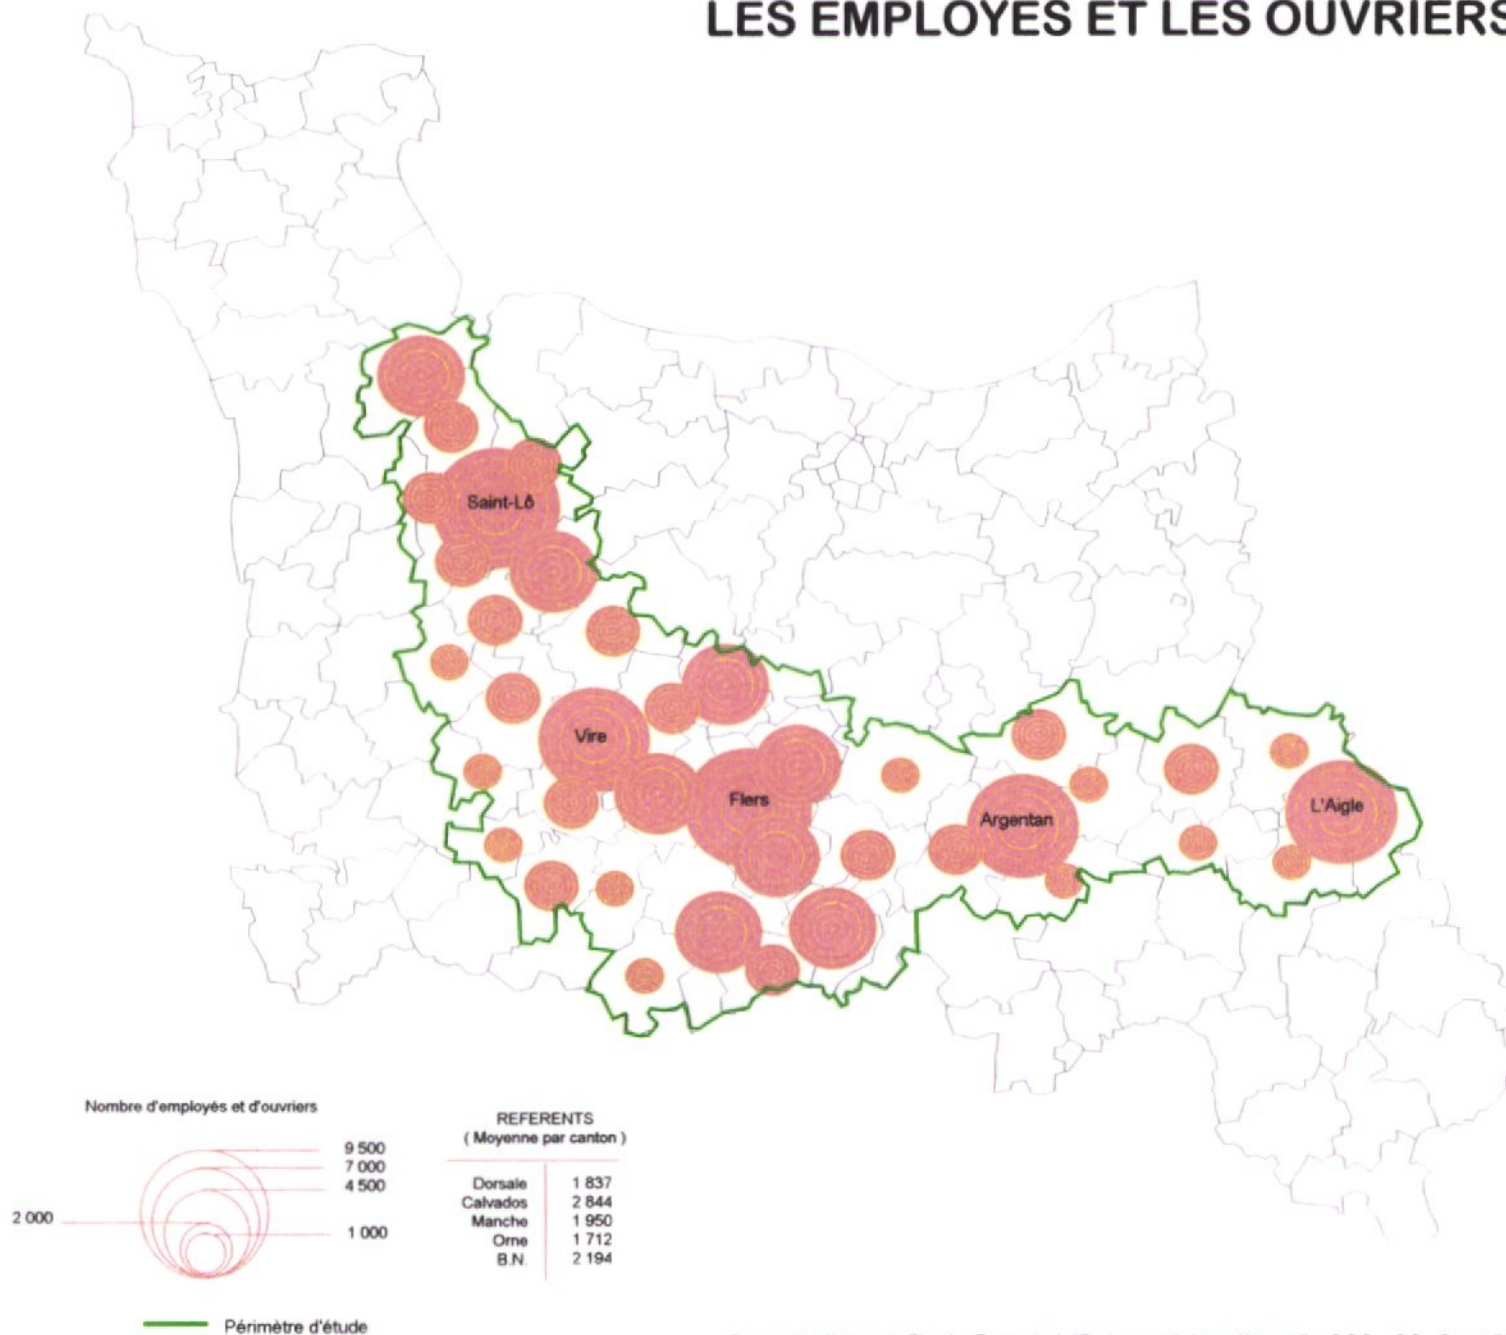 LES EMPLOYES ET LES OUVRIERS
Saint-Lô
Vire
Flers
Argentan
L'Aigle
Nombre d'employés et d'ouvriers
9 500
7 000
4 500
2 000
1 000
REFERENTS
( Moyenne par canton )
Dorsale 1 837
Calvados 2 844
Manche 1 950
Orne 1 712
B.N. 2 194
Périmètre d'étude